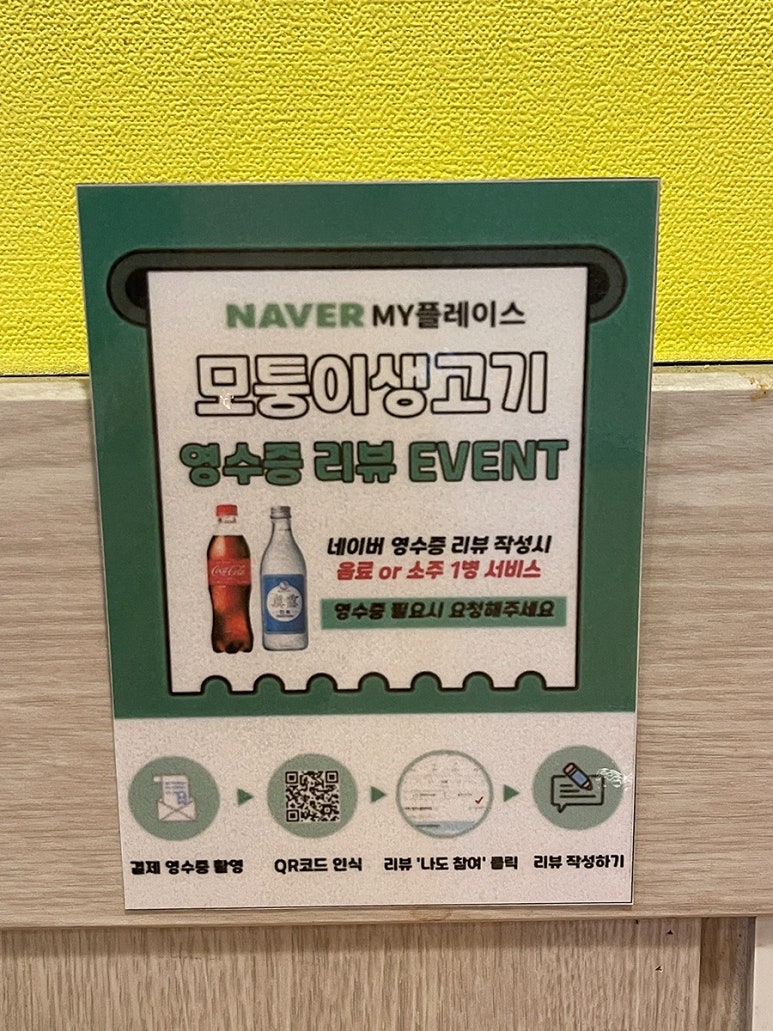 NAVER MY플레이스
모퉁이생고기
영수증 리뷰 EVENT
네이버 영수증 리뷰 작성시
음료 or 소주 1병 서비스
영수증 필요시 요청해주세요
Coca-Cola
결제 영수증 촬영
QR코드 인식
리뷰 '나도 참여' 클릭
리뷰 작성하기